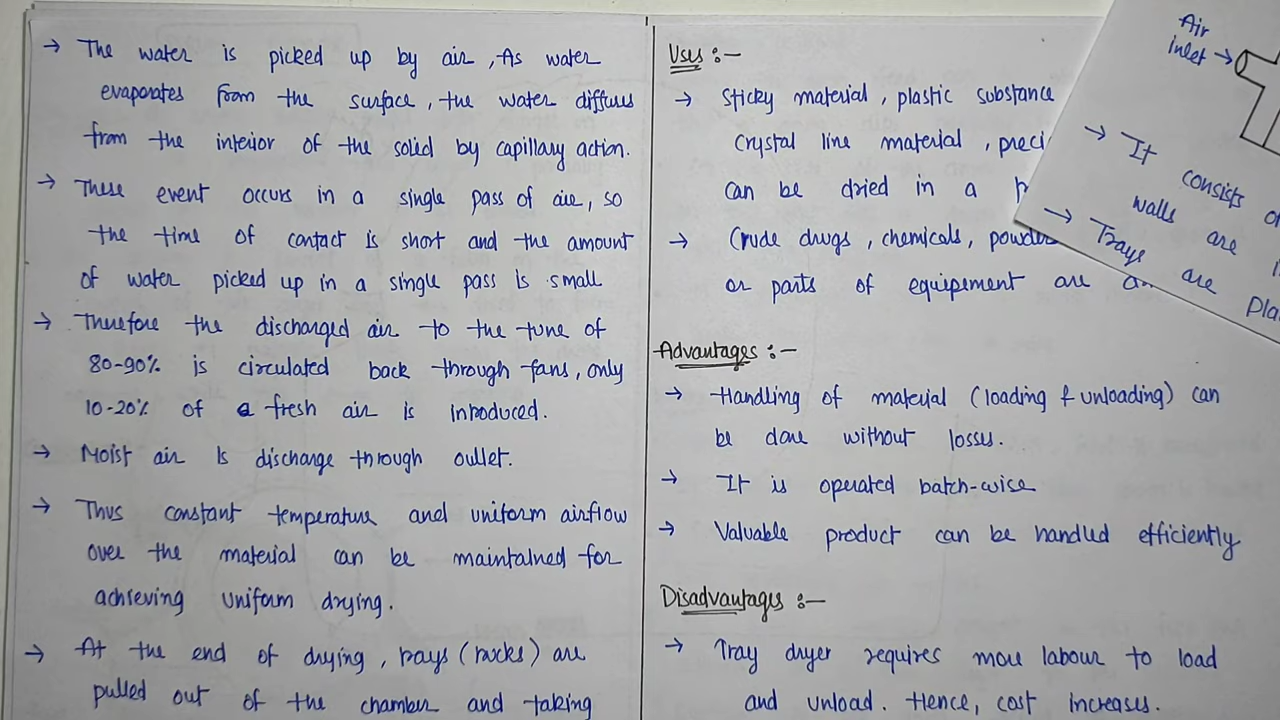 → The water is picked up by air, As water
evaporates from the surface, the water diffuses
from the interior of the solid by capillary action.
→ These event occurs in a single pass of air, so
the time of contact is short and the amount
of water picked up in a single pass is small
→ Therefore the discharged air to the tune of
80-90% is circulated back through fans, only
10-20% of a fresh air is introduced.
→ Moist air is discharge through outlet.
→ Thus constant temperature and uniform airflow
over the material can be maintained for
achieving uniform drying.
→ At the end of drying, trays (racks) are
pulled out of the chamber and taking
Uses :-
→ Sticky material, plastic substance
crystal line material, preci
can be dried in a
→ Crude drugs, chemicals, powder
or parts of equipement are
Advantages :-
→ Handling of material (loading & unloading) can
be done without losses.
→ It is operated batch-wise
→ Valuable product can be handled efficiently
Disadvantages :-
→ Tray dryer requires more labour to load
and unload. Hence, cost increases.
Air
inlet →
→ It consists
walls are
→ Trays are pla